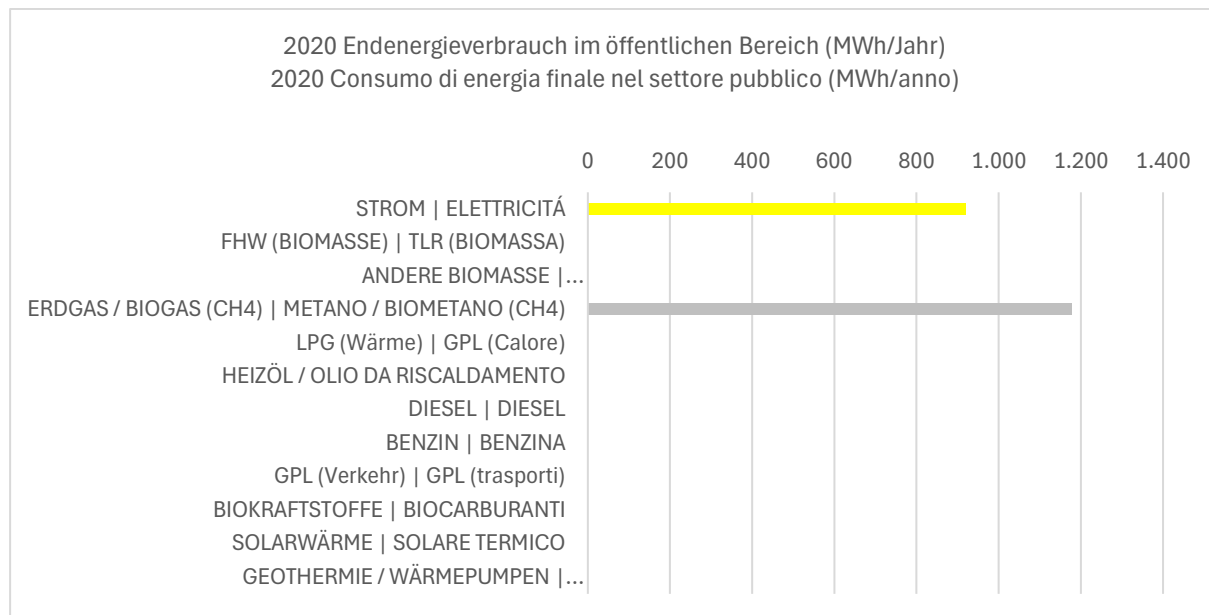 2020 Endenergieverbrauch im öffentlichen Bereich (MWh/Jahr)
2020 Consumo di energia finale nel settore pubblico (MWh/anno)
0 200 400 600 800 1.000 1.200 1.400
STROM | ELETTRICITÁ
FHW (BIOMASSE) | TLR (BIOMASSA)
ANDERE BIOMASSE |...
ERDGAS / BIOGAS (CH4) | METANO / BIOMETANO (CH4)
LPG (Wärme) | GPL (Calore)
HEIZÖL / OLIO DA RISCALDAMENTO
DIESEL | DIESEL
BENZIN | BENZINA
GPL (Verkehr) | GPL (trasporti)
BIOKRAFTSTOFFE | BIOCARBURANTI
SOLARWÄRME | SOLARE TERMICO
GEOTHERMIE / WÄRMEPUMPEN |...